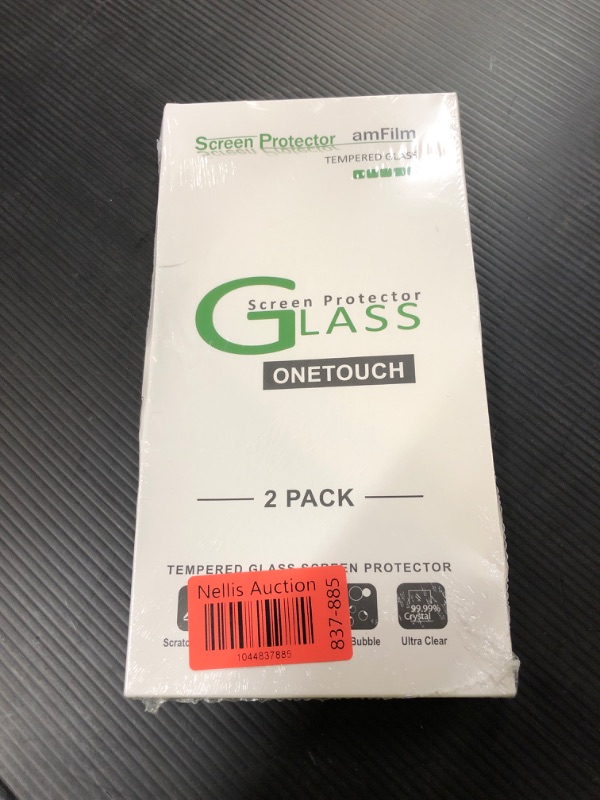 Screen Protector
amFilm
TEMPERED GLASS
Screen Protector
GLASS
ONETOUCH
2 PACK
TEMPERED GLASS SCREEN PROTECTOR
Nellis Auction
1044837885
837-885
99.99%
Crystal
Bubble
Ultra Clear